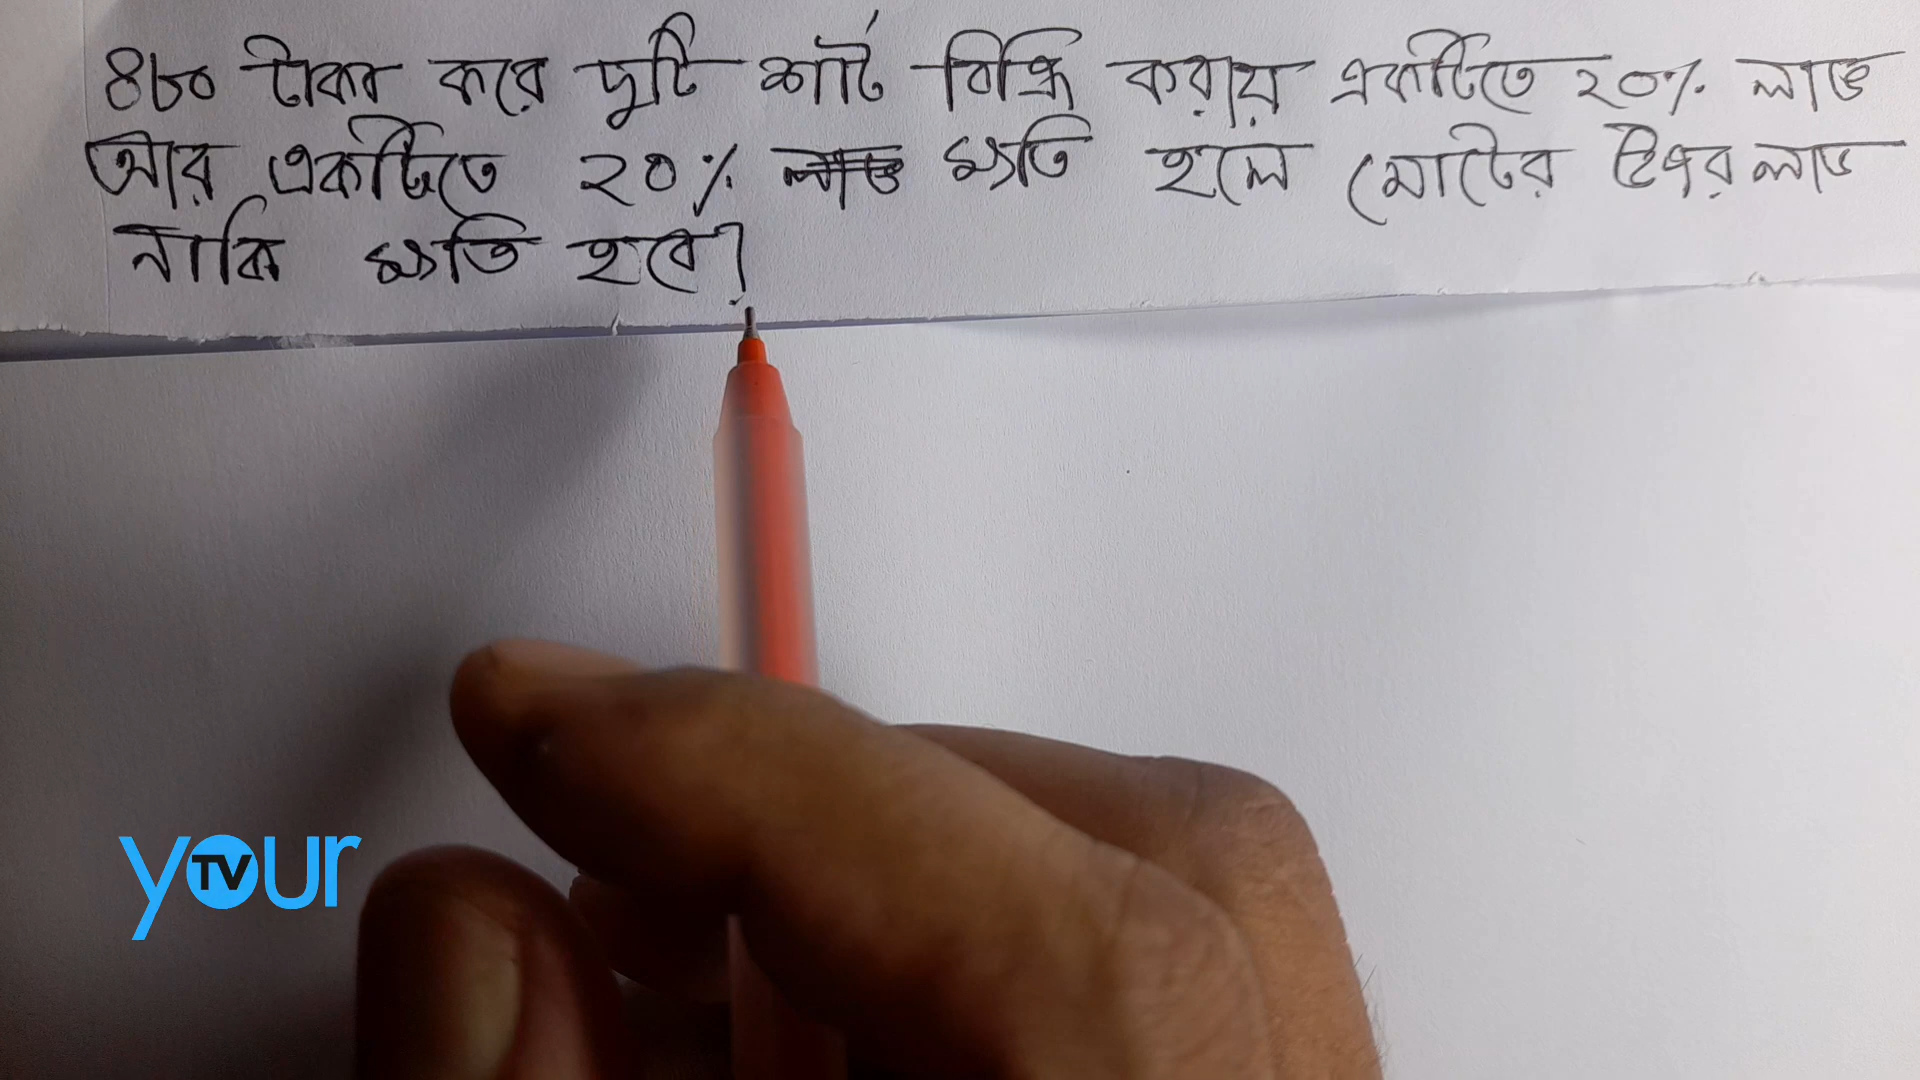 ৪৮০ টাকা করে দুটি শার্ট বিক্রি করায় একটিতে ২০% লাভ
আর একটিতে ২০% লাভ ক্ষতি হলে মোটের উপর লাভ
নাকি ক্ষতি হবে?
your
TV